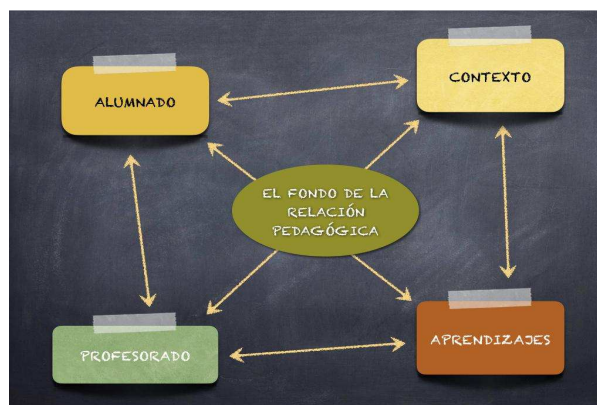 ALUMNADO
CONTEXTO
EL FONDO DE LA
RELACIÓN
PEDAGÓGICA
PROFESORADO
APRENDIZAJES